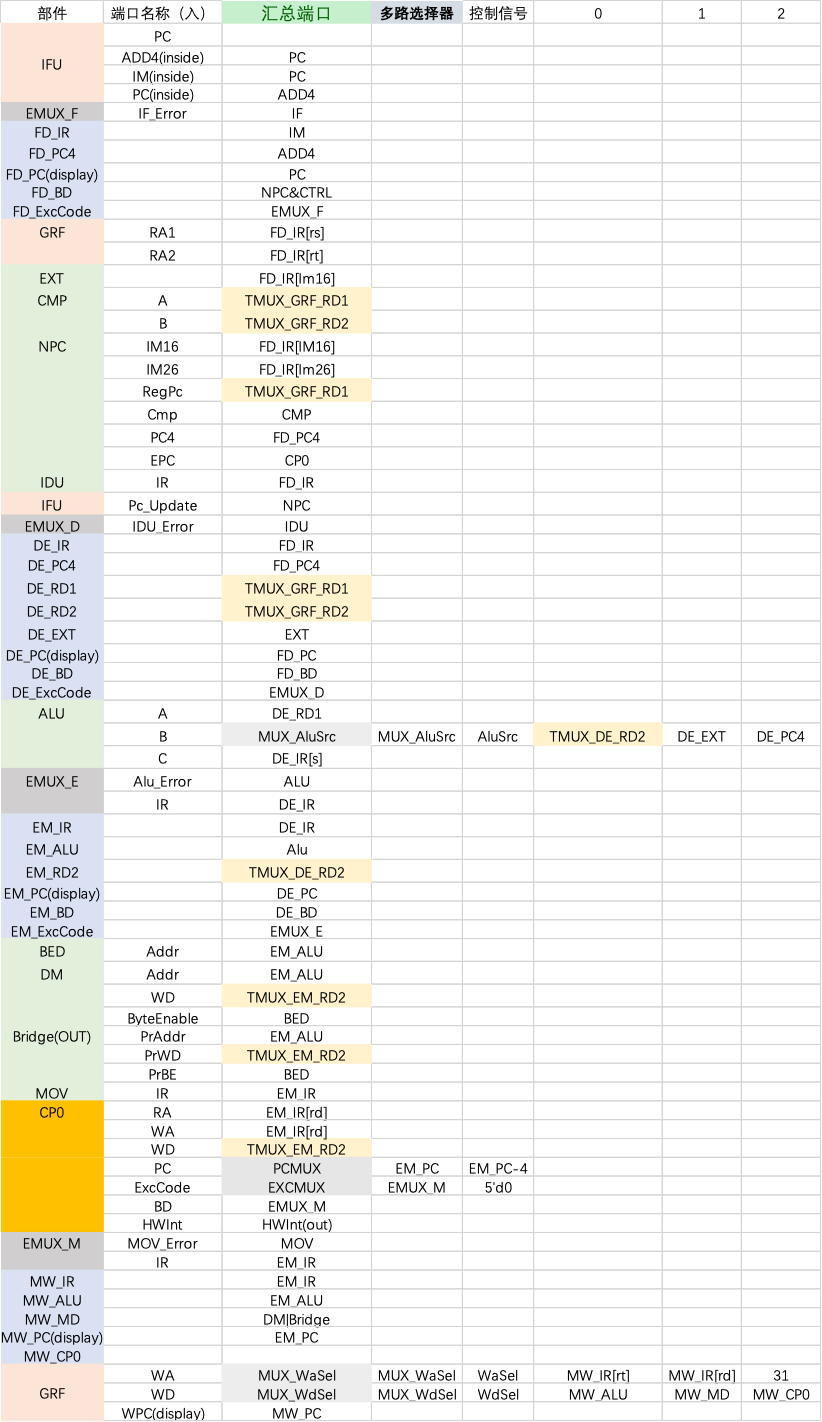 部件 端口名称（入） 汇总端口 多路选择器 控制信号 0 1 2
PC
IFU
ADD4(inside) PC
IM(inside) PC
PC(inside) ADD4
EMUX_F IF_Error IF
FD_IR IM
FD_PC4 ADD4
FD_PC(display) PC
FD_BD NPC&CTRL
FD_ExcCode EMUX_F
GRF RA1 FD_IR[rs]
RA2 FD_IR[rt]
EXT FD_IR[Im16]
CMP A TMUX_GRF_RD1
B TMUX_GRF_RD2
NPC IM16 FD_IR[IM16]
IM26 FD_IR[Im26]
RegPc TMUX_GRF_RD1
Cmp CMP
PC4 FD_PC4
EPC CP0
IDU IR FD_IR
IFU Pc_Update NPC
EMUX_D IDU_Error IDU
DE_IR FD_IR
DE_PC4 FD_PC4
DE_RD1 TMUX_GRF_RD1
DE_RD2 TMUX_GRF_RD2
DE_EXT EXT
DE_PC(display) FD_PC
DE_BD FD_BD
DE_ExcCode EMUX_D
ALU A DE_RD1
B MUX_AluSrc MUX_AluSrc AluSrc TMUX_DE_RD2 DE_EXT DE_PC4
C DE_IR[s]
EMUX_E Alu_Error ALU
IR DE_IR
EM_IR DE_IR
EM_ALU Alu
EM_RD2 TMUX_DE_RD2
EM_PC(display) DE_PC
EM_BD DE_BD
EM_ExcCode EMUX_E
BED Addr EM_ALU
DM Addr EM_ALU
WD TMUX_EM_RD2
ByteEnable BED
Bridge(OUT) PrAddr EM_ALU
PrWD TMUX_EM_RD2
PrBE BED
MOV IR EM_IR
CP0 RA EM_IR[rd]
WA EM_IR[rd]
WD TMUX_EM_RD2
PC PCMUX EM_PC EM_PC-4
ExcCode EXCMUX EMUX_M 5'd0
BD EMUX_M
HWInt HWInt(out)
EMUX_M MOV_Error MOV
IR EM_IR
MW_IR EM_IR
MW_ALU EM_ALU
MW_MD DM|Bridge
MW_PC(display) EM_PC
MW_CP0
WA MUX_WaSel MUX_WaSel WaSel MW_IR[rt] MW_IR[rd] 31
GRF WD MUX_WdSel MUX_WdSel WdSel MW_ALU MW_MD MW_CP0
WPC(display) MW_PC